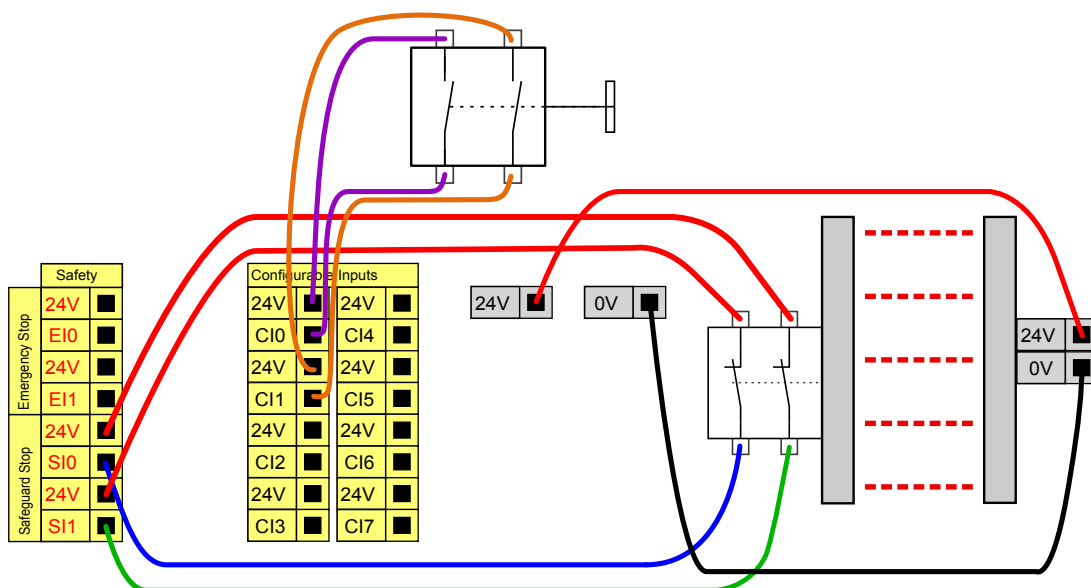 Safety
Emergency Stop
24V
EI0
24V
EI1
Safeguard Stop
24V
SI0
24V
SI1
Configurable Inputs
24V
24V
CI0
CI4
24V
24V
CI1
CI5
24V
24V
CI2
CI6
24V
24V
CI3
CI7
24V
0V
24V
0V